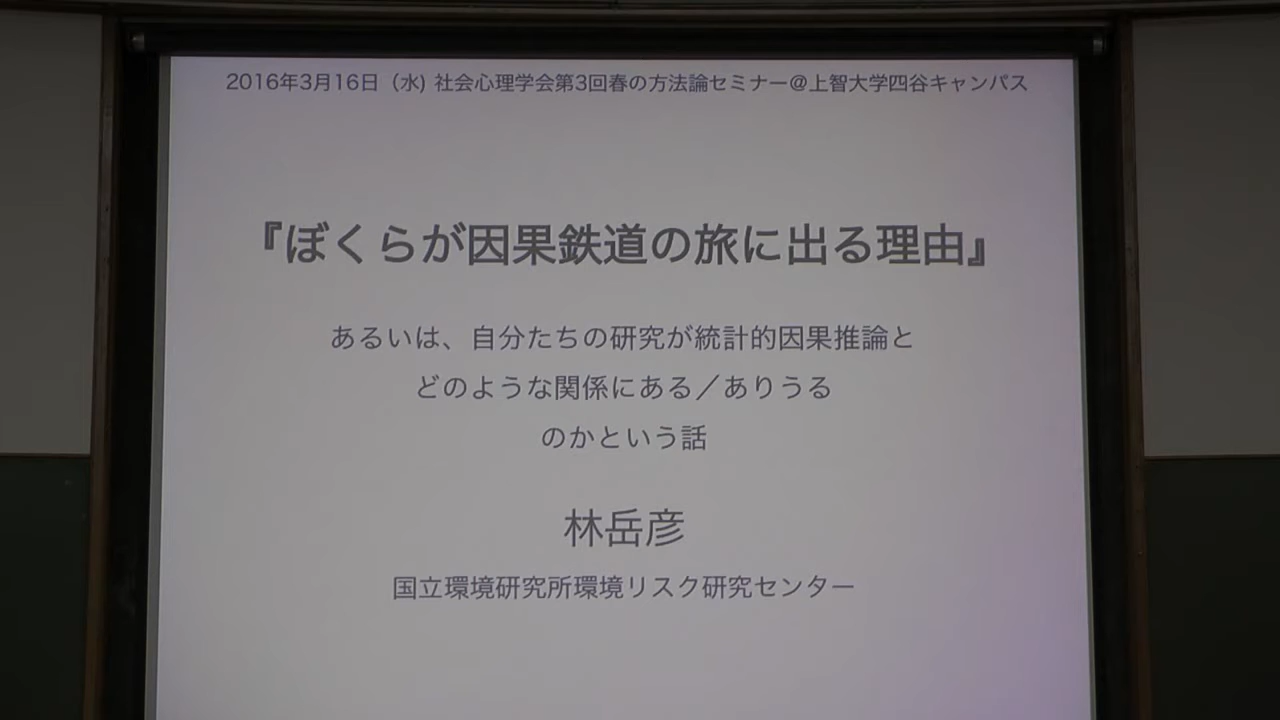 2016年3月16日（水) 社会心理学会第3回春の方法論セミナー＠上智大学四谷キャンパス
『ぼくらが因果鉄道の旅に出る理由』
あるいは、自分たちの研究が統計的因果推論と
どのような関係にある／ありうる
のかという話
林岳彦
国立環境研究所環境リスク研究センター